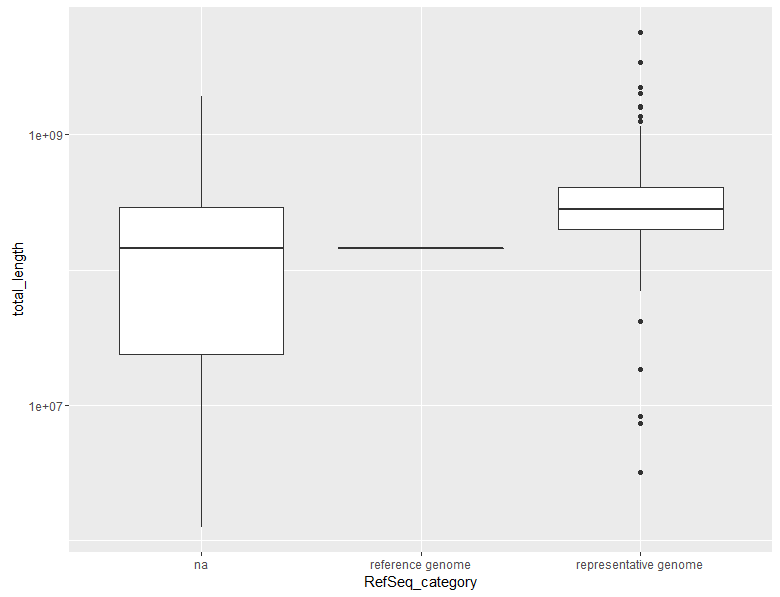 1e+09
1e+07
total_length
na
reference genome
representative genome
RefSeq_category